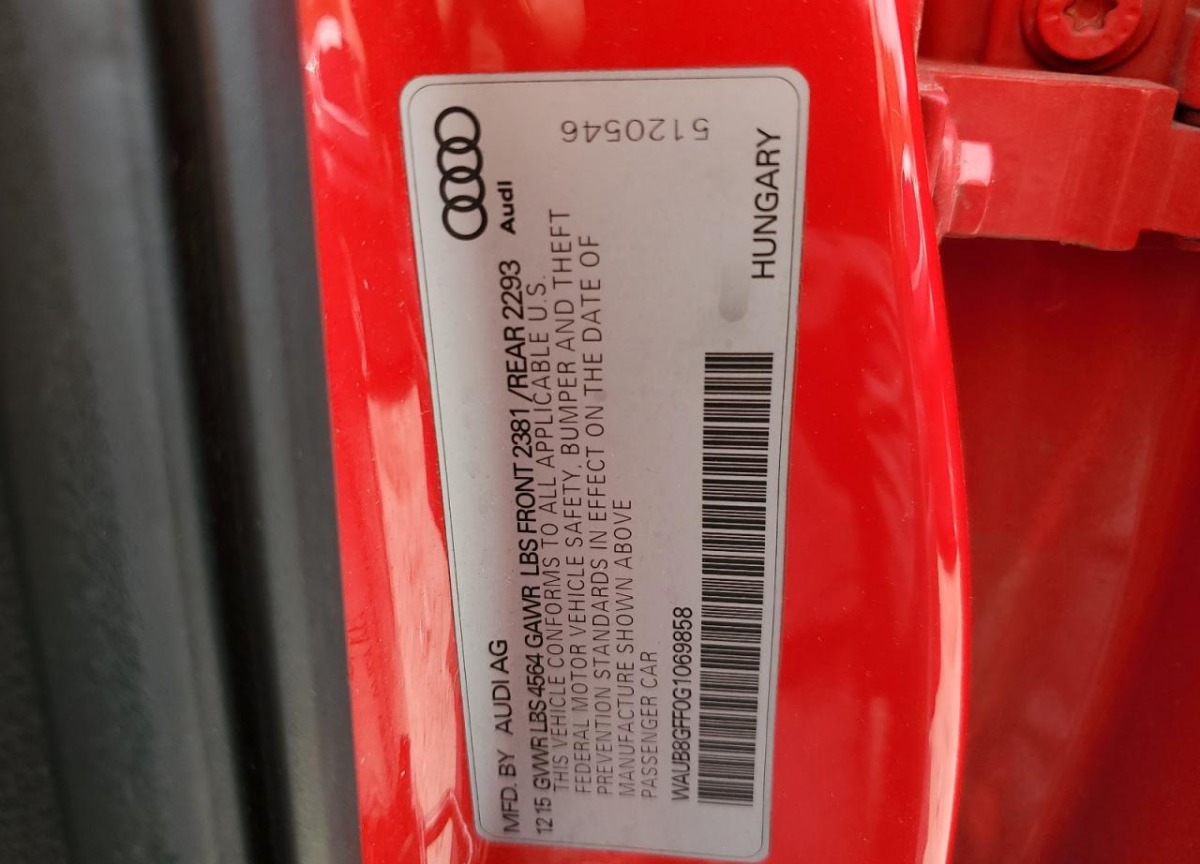 Audi
MFD. BY AUDI AG
12 15 GVWR LBS 4564 GAWR LBS FRONT 2381 /REAR 2293
THIS VEHICLE CONFORMS TO ALL APPLICABLE U.S.
FEDERAL MOTOR VEHICLE SAFETY, BUMPER AND THEFT
PREVENTION STANDARDS IN EFFECT ON THE DATE OF
MANUFACTURE SHOWN ABOVE
PASSENGER CAR
WAUB8GFF0G1069858
HUNGARY
5120546